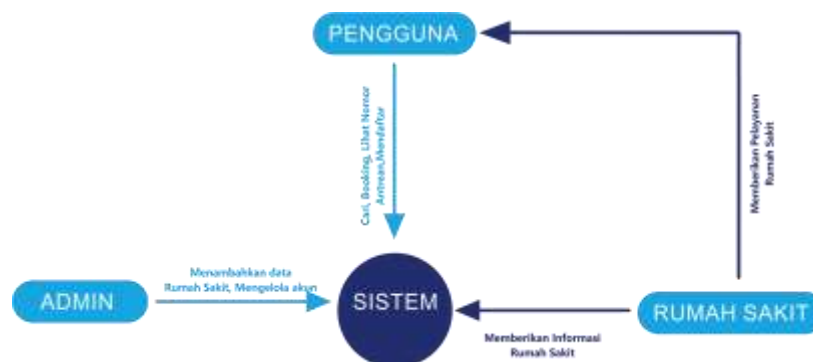 PENGGUNA
Cari, Booking, Lihat Nomor
Antrean,Mendaftar
Memberikan Pelayanan
Rumah Sakit
Menambahkan data
Rumah Sakit, Mengelola akun
ADMIN
SISTEM
RUMAH SAKIT
Memberikan Informasi
Rumah Sakit